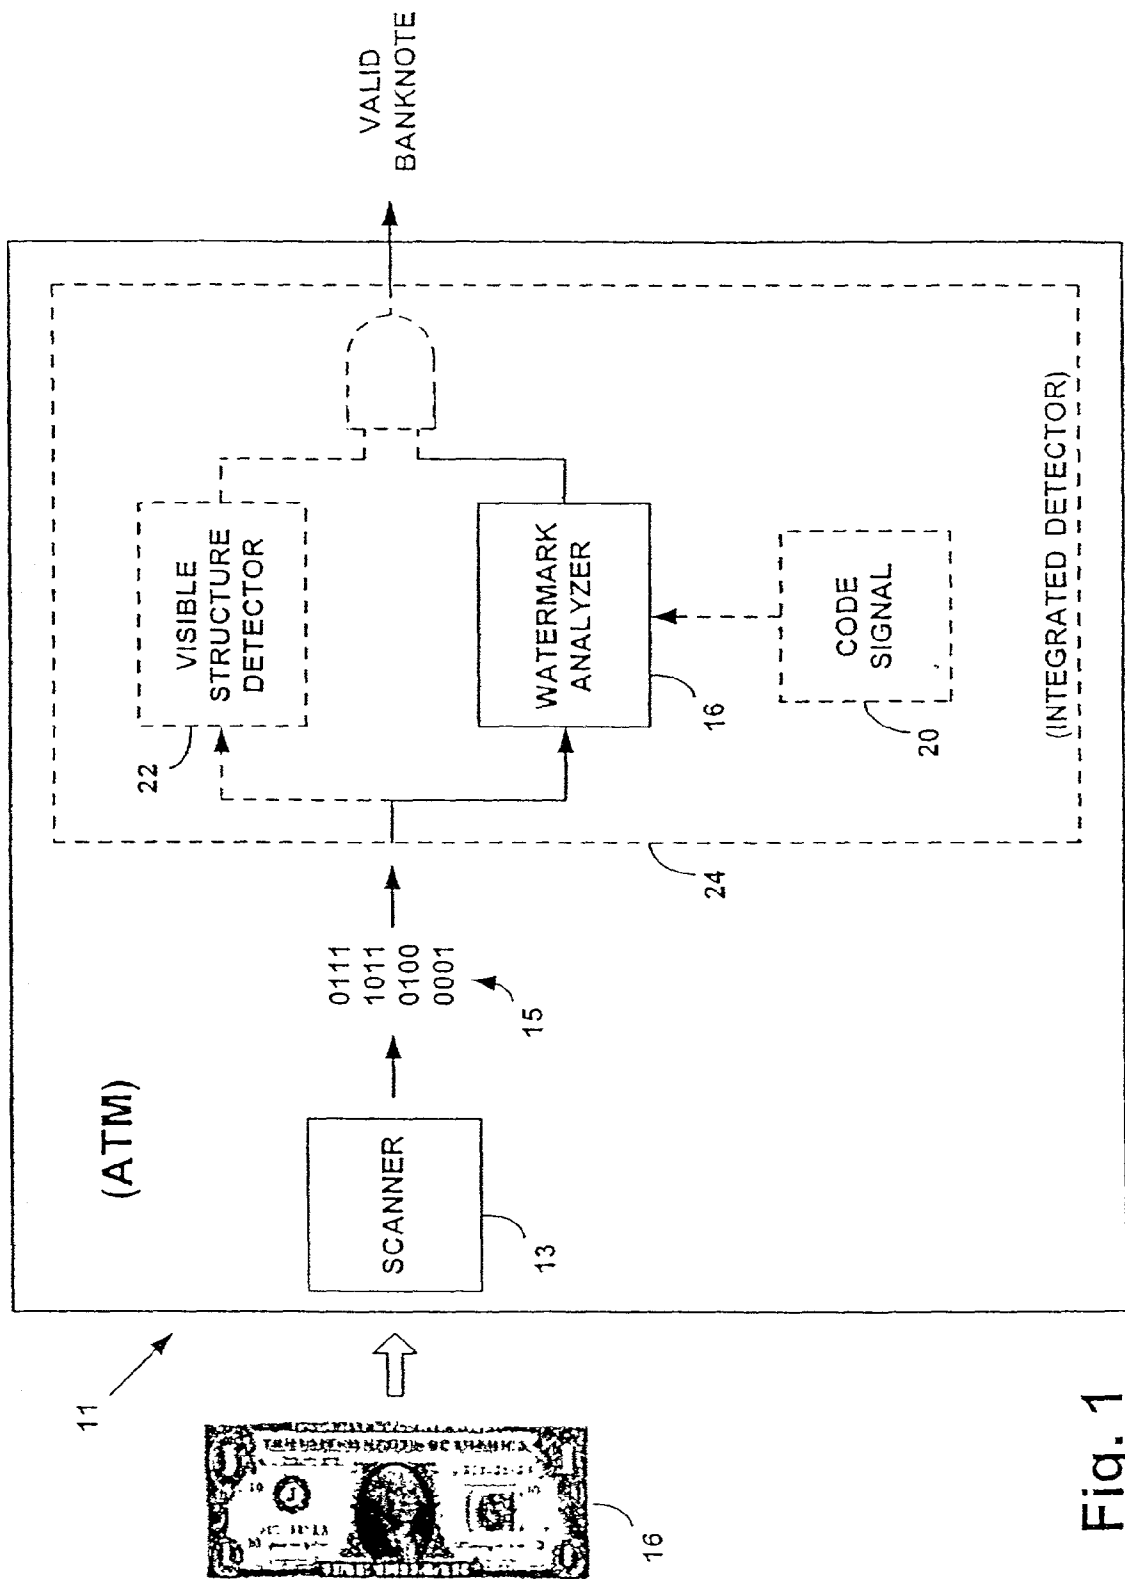 11
(ATM)
16
SCANNER
13
0111
1011
0100
0001
15
22
VISIBLE
STRUCTURE
DETECTOR
WATERMARK
ANALYZER
16
CODE
SIGNAL
20
24
(INTEGRATED DETECTOR)
VALID
BANKNOTE
Fig. 1